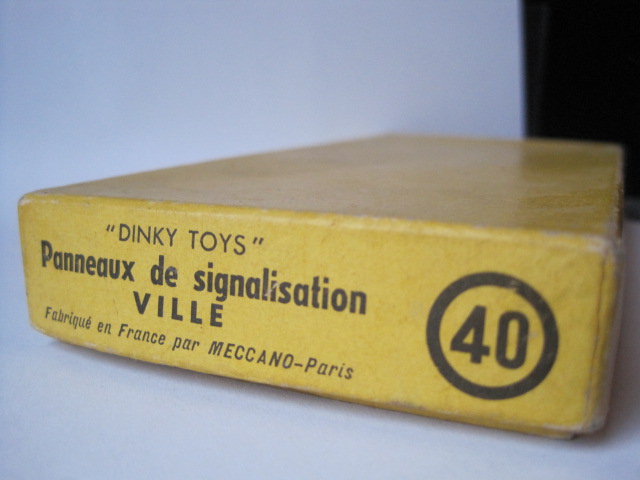 "DINKY TOYS"
Panneaux de signalisation
VILLE
Fabriqué en France par MECCANO-Paris
40